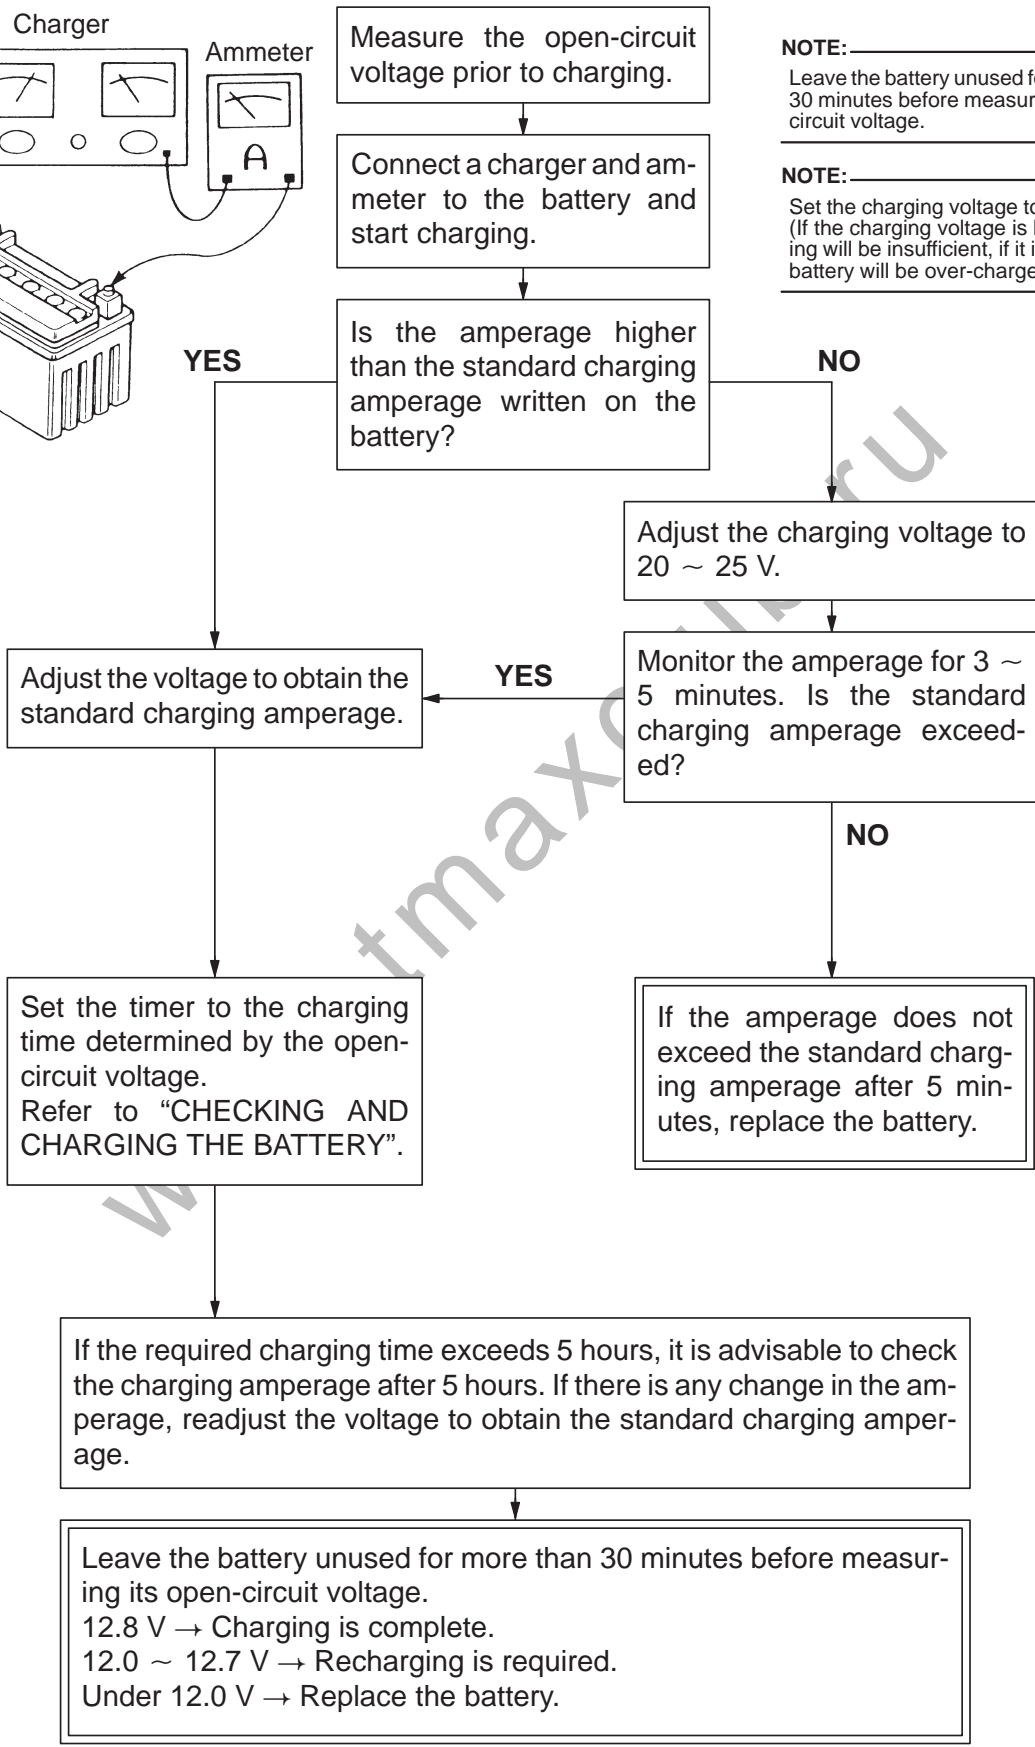 Charger
Ammeter
A
Measure the open-circuit
voltage prior to charging.
NOTE:
Leave the battery unused
30 minutes before
circuit voltage.
Connect a charger and am-
meter to the battery and
start charging.
NOTE:
Set the charging voltage
(If the charging voltage is
ing will be insufficient, if it
battery will be
Is the amperage higher
than the standard charging
amperage written on the
battery?
YES
NO
Adjust the charging voltage to
20 ~ 25 V.
Monitor the amperage for 3 ~
5 minutes. Is the standard
charging amperage exceed-
ed?
YES
Adjust the voltage to obtain the
standard charging amperage.
NO
Set the timer to the charging
time determined by the open-
circuit voltage.
Refer to “CHECKING AND
CHARGING THE BATTERY”.
If the amperage does not
exceed the standard charg-
ing amperage after 5 min-
utes, replace the battery.
If the required charging time exceeds 5 hours, it is advisable to check
the charging amperage after 5 hours. If there is any change in the am-
perage, readjust the voltage to obtain the standard charging amper-
age.
Leave the battery unused for more than 30 minutes before measur-
ing its open-circuit voltage.
12.8 V → Charging is complete.
12.0 ~ 12.7 V → Recharging is required.
Under 12.0 V → Replace the battery.